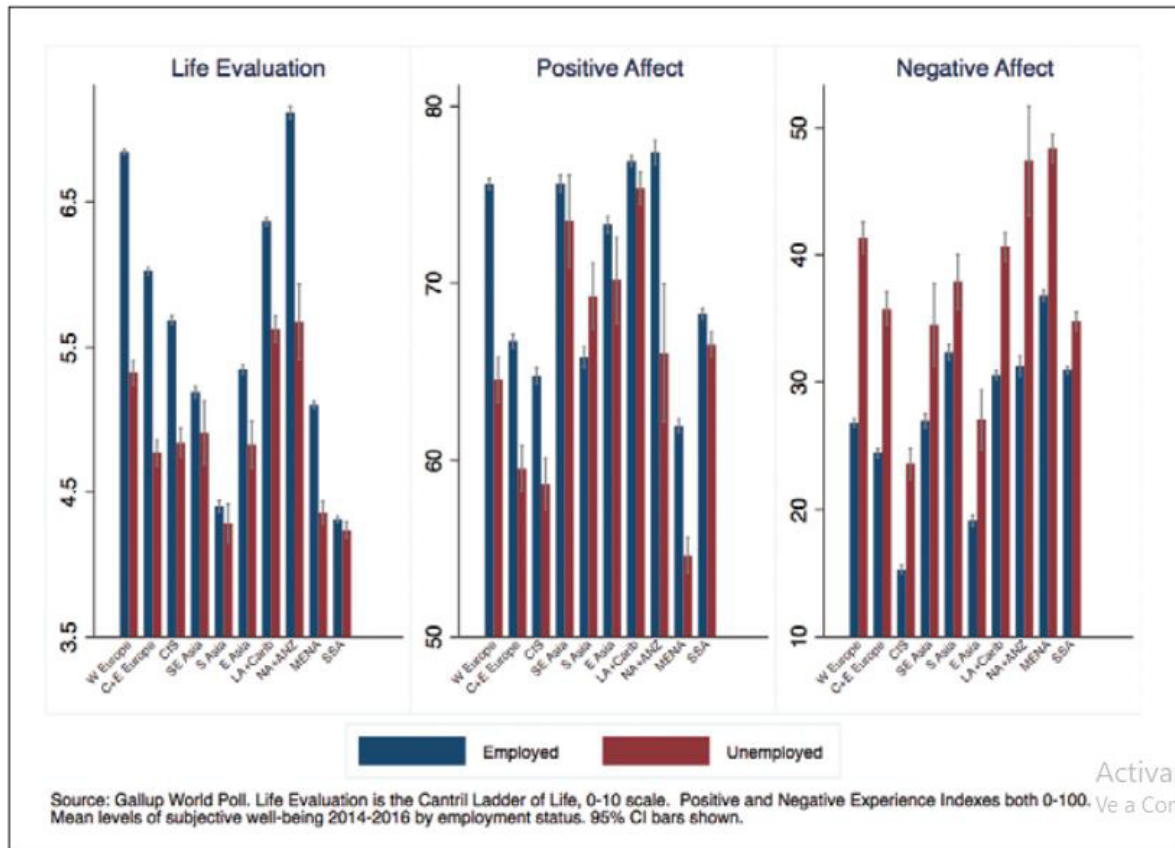 Life Evaluation
Positive Affect
Negative Affect
6.5
5.5
4.5
3.5
W Europe
C+E Europe
CIS
SE Asia
S Asia
E Asia
LA+Carib
NA+ANZ
MENA
SSA
80
70
60
50
W Europe
C+E Europe
CIS
SE Asia
S Asia
E Asia
LA+Carib
NA+ANZ
MENA
SSA
50
40
30
20
10
W Europe
C+E Europe
CIS
SE Asia
S Asia
E Asia
LA+Carib
NA+ANZ
MENA
SSA
Employed
Unemployed
Source: Gallup World Poll. Life Evaluation is the Cantril Ladder of Life, 0-10 scale. Positive and Negative Experience Indexes both 0-100.
Mean levels of subjective well-being 2014-2016 by employment status. 95% CI bars shown.
Activa
Ve a Con